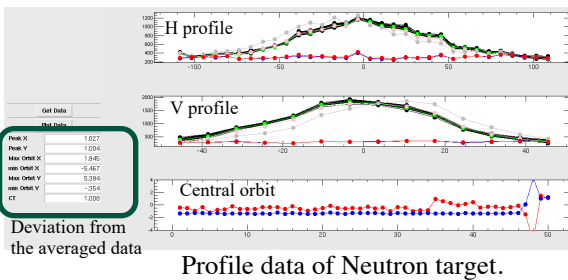 H profile
1200
1000
800
600
400
200
-100
-50
0
50
100
V profile
2000
1500
1000
500
-40
-20
0
20
40
Get Data
Plot Data
Peak X 1.027
Peak Y 1.004
Max Orbit X 1.945
min Orbit X -5.467
Max Orbit Y 5.394
min Orbit Y -.354
CT 1.008
Central orbit
4
2
0
-2
-4
0
10
20
30
40
50
Deviation from
the averaged data
Profile data of Neutron target.